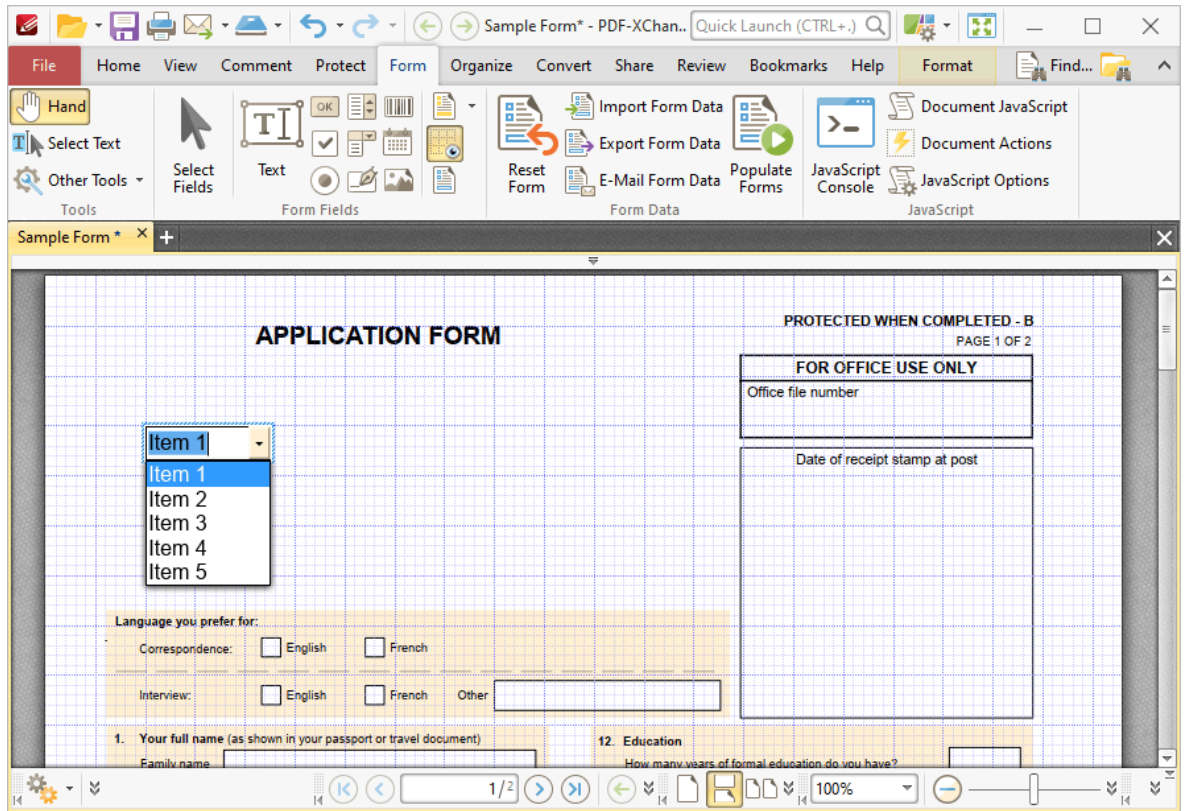 Sample Form* - PDF-XChan..
Quick Launch (CTRL+.)
File Home View Comment Protect Form Organize Convert Share Review Bookmarks Help Format Find...
Hand
Select Text
Other Tools
Tools
Select Fields
Text
OK
Form Fields
Reset Form
Import Form Data
Export Form Data
E-Mail Form Data
Populate Forms
Form Data
JavaScript Console
Document JavaScript
Document Actions
JavaScript Options
JavaScript
Sample Form *
APPLICATION FORM
PROTECTED WHEN COMPLETED - B
PAGE 1 OF 2
FOR OFFICE USE ONLY
Office file number
Date of receipt stamp at post
Item 1
Item 1
Item 2
Item 3
Item 4
Item 5
Language you prefer for:
Correspondence: English French
Interview: English French Other
1. Your full name (as shown in your passport or travel document)
Family name
12. Education
How many years of formal education do you have?
1/2
100%